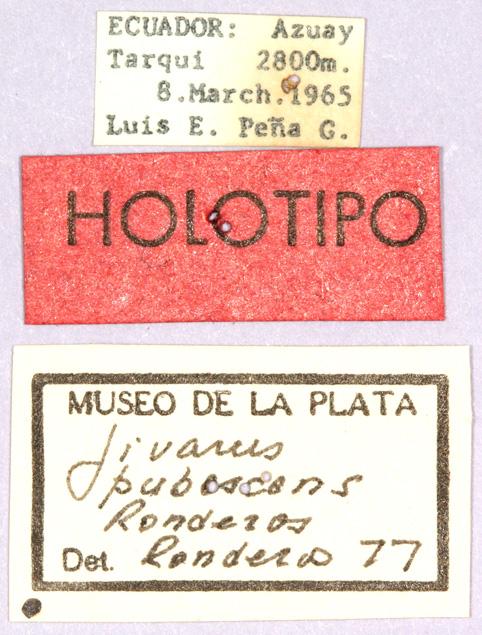 ECUADOR: Azuay
Tarqui 2800m.
8.March.1965
Luis E. Peña G.
HOLOTIPO
MUSEO DE LA PLATA
Jivarus
pubescens
Ronderos
Det. Ronderos 77